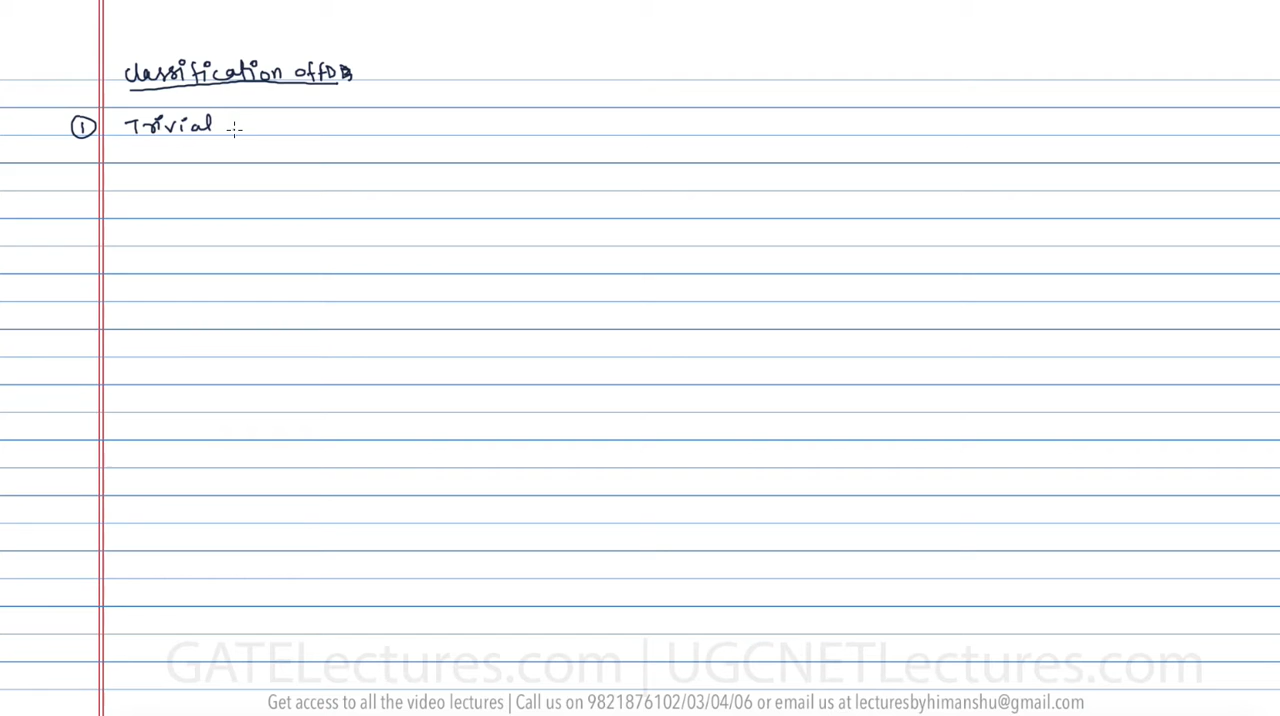 Classification of FDs
① Trivial
GATELectures.com | UGCNETLectures.com
Get access to all the video lectures | Call us on 9821876102/03/04/06 or email us at lecturesbyhimanshu@gmail.com